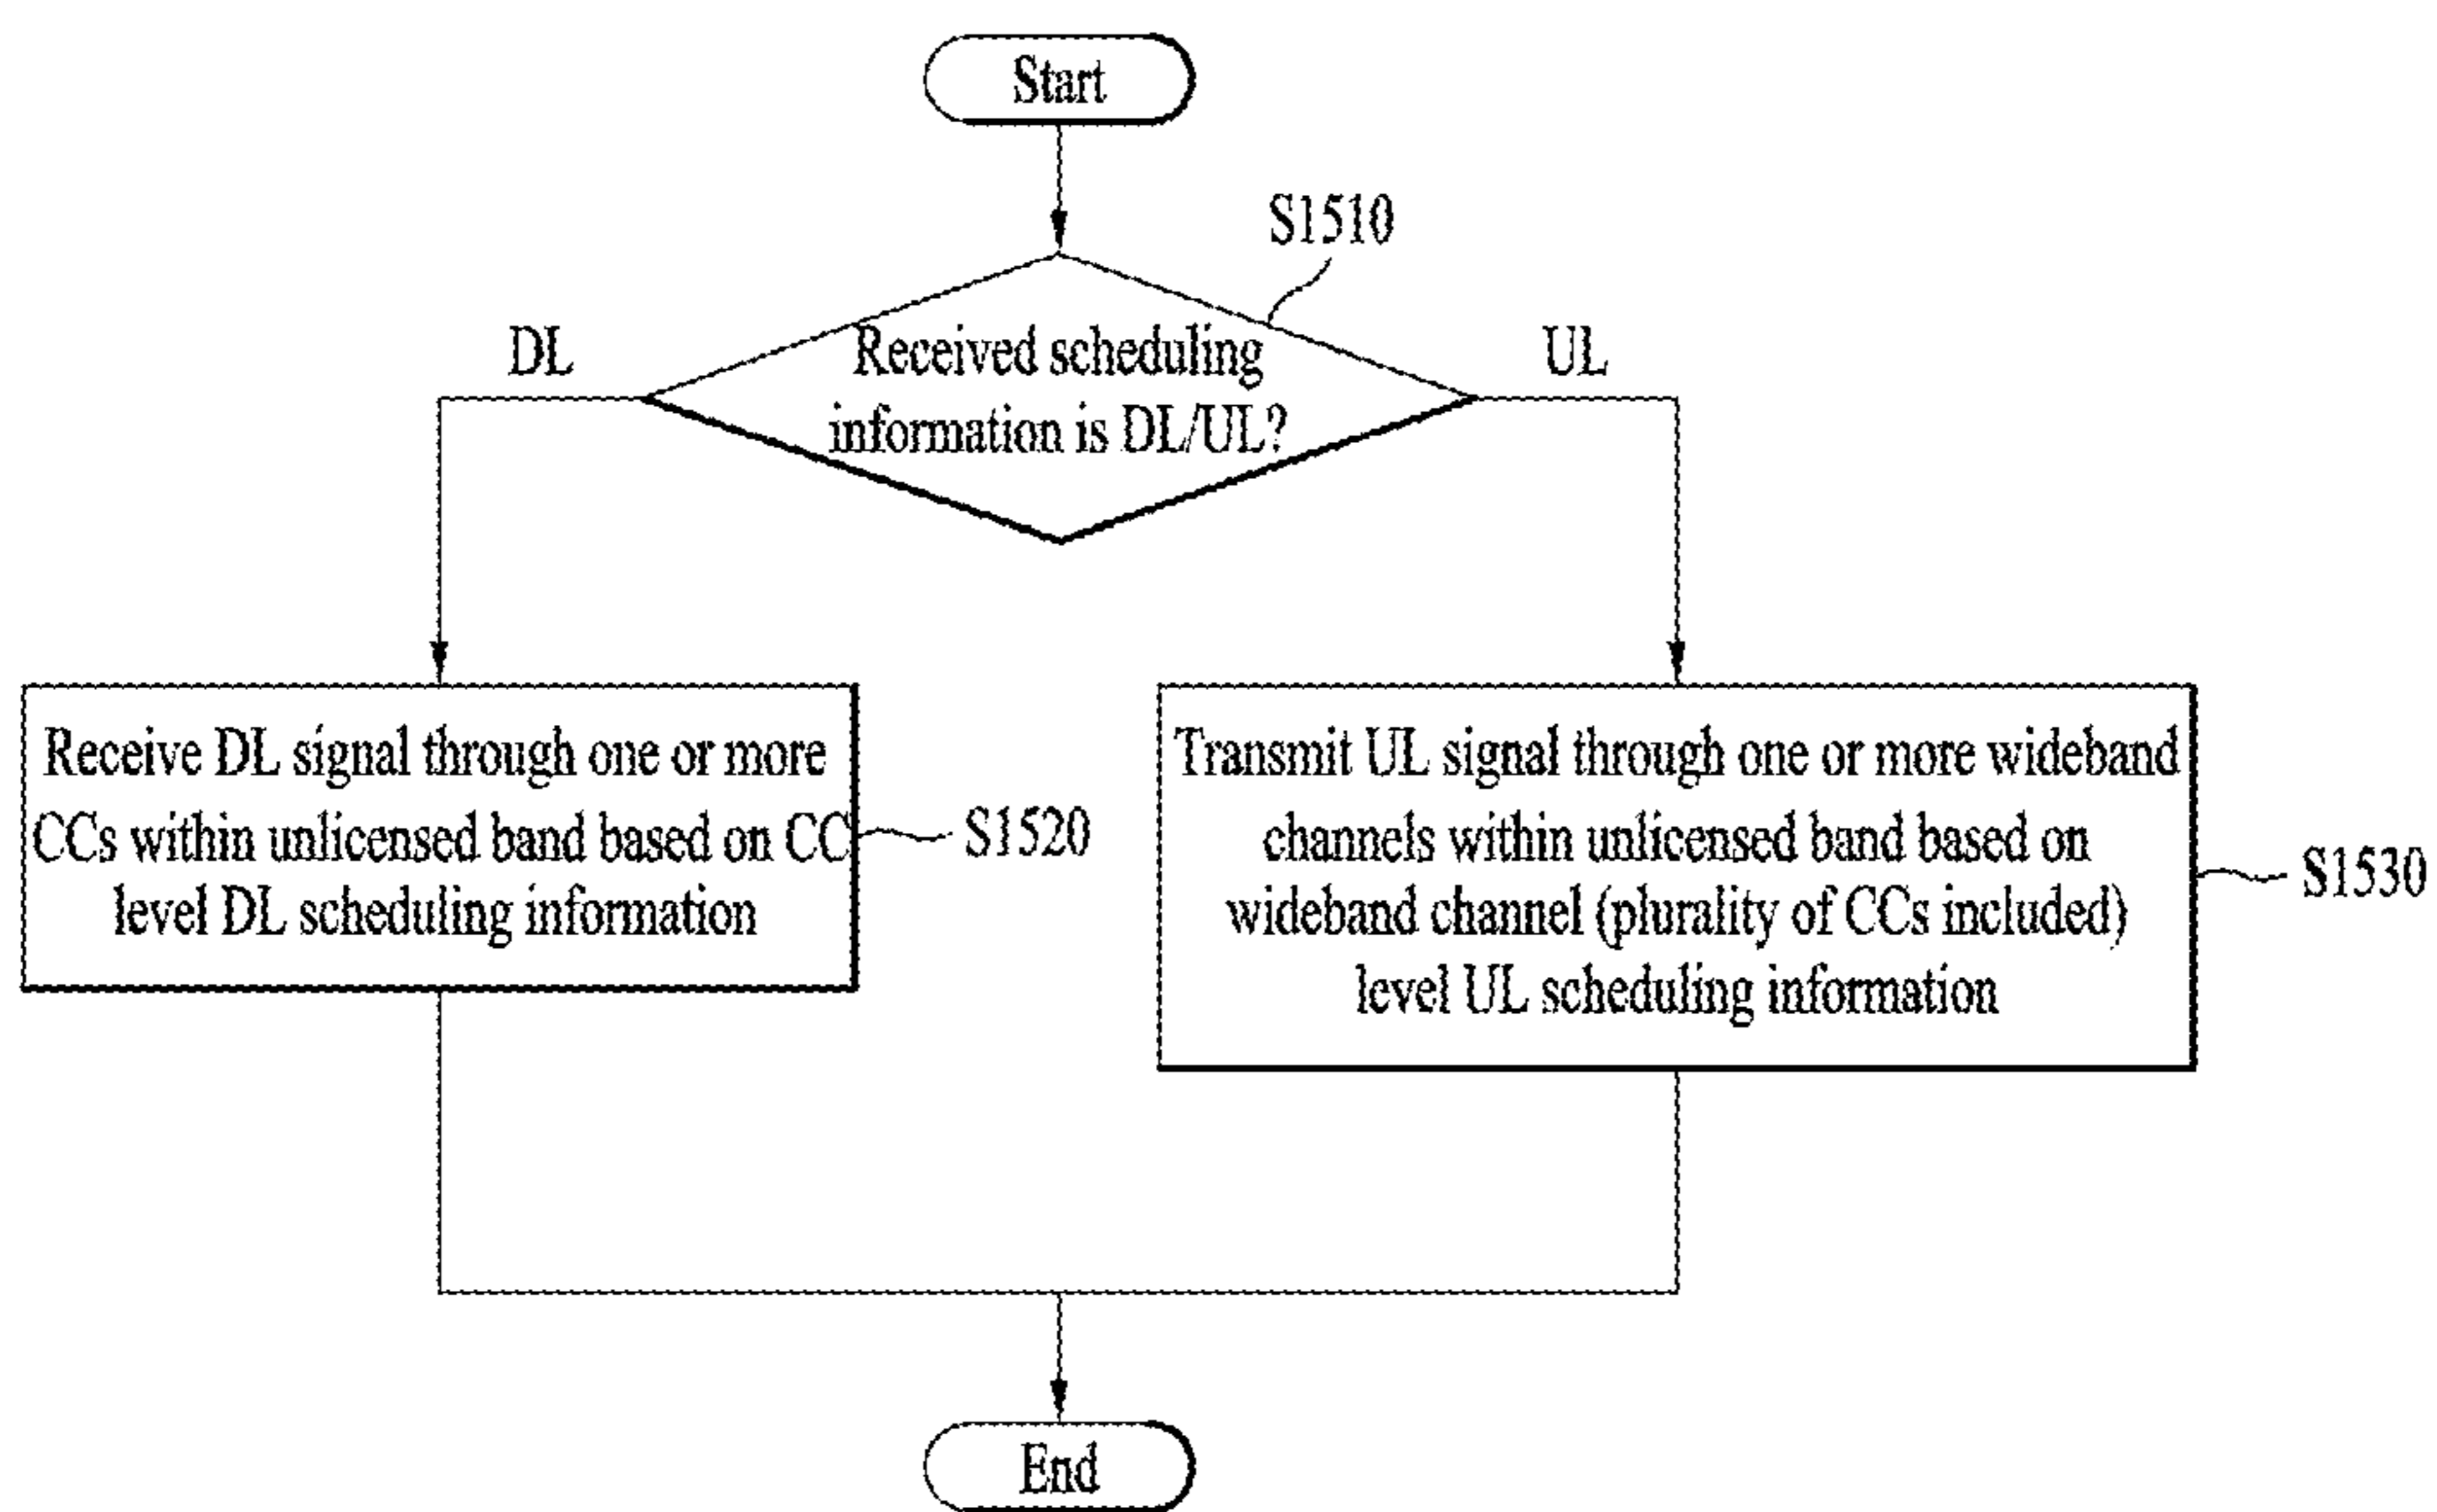 Start
S1510
DL
Received scheduling
information is DL/UL?
UL
Receive DL signal through one or more
CCs within unlicensed band based on CC
level DL scheduling information
S1520
Transmit UL signal through one or more wideband
channels within unlicensed band based on
wideband channel (plurality of CCs included)
level UL scheduling information
S1530
End